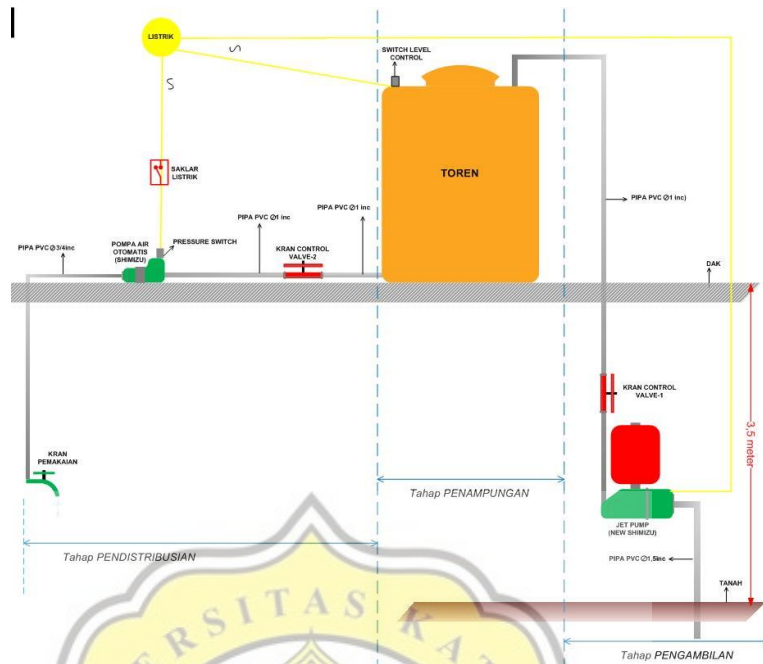 LISTRIK
SWITCH LEVEL
CONTROL
TOREN
SAKLAR
LISTRIK
PIPA PVC ∅1 inc)
PIPA PVC ∅1 inc
PIPA PVC ∅1 inc
PIPA PVC ∅3/4inc
POMPA AIR
OTOMATIS
(SHIMIZU)
PRESSURE SWITCH
KRAN CONTROL
VALVE-2
DAK
KRAN CONTROL
VALVE-1
3,5 meter
KRAN
PEMAKAIAN
Tahap PENAMPUNGAN
JET PUMP
(NEW SHIMIZU)
Tahap PENDISTRIBUSIAN
PIPA PVC ∅1,5inc
TANAH
ERSITAS KAT
Tahap PENGAMBILAN